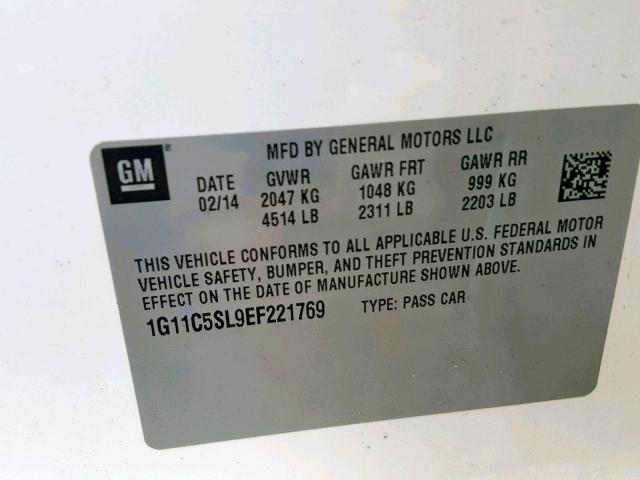 GM
MFD BY GENERAL MOTORS LLC
DATE GVWR GAWR FRT GAWR RR
02/14 2047 KG 1048 KG 999 KG
4514 LB 2311 LB 2203 LB
THIS VEHICLE CONFORMS TO ALL APPLICABLE U.S. FEDERAL MOTOR
VEHICLE SAFETY, BUMPER, AND THEFT PREVENTION STANDARDS IN
EFFECT ON THE DATE OF MANUFACTURE SHOWN ABOVE.
1G11C5SL9EF221769 TYPE: PASS CAR